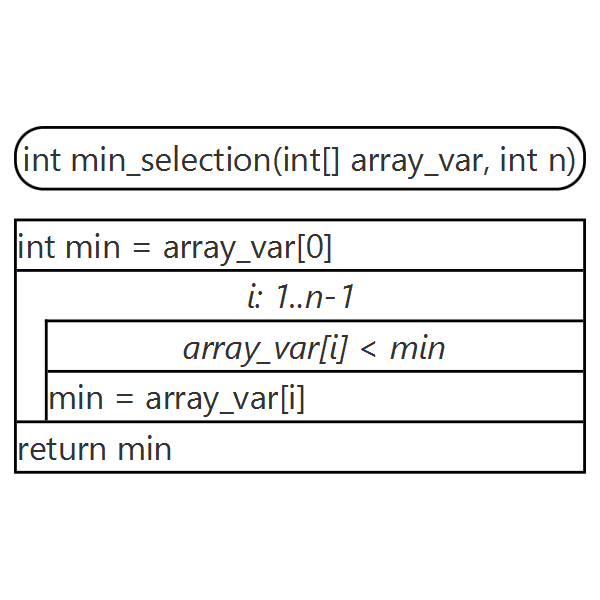 int min_selection(int[] array_var, int n)
int min = array_var[0]
i: 1..n-1
array_var[i] < min
min = array_var[i]
return min